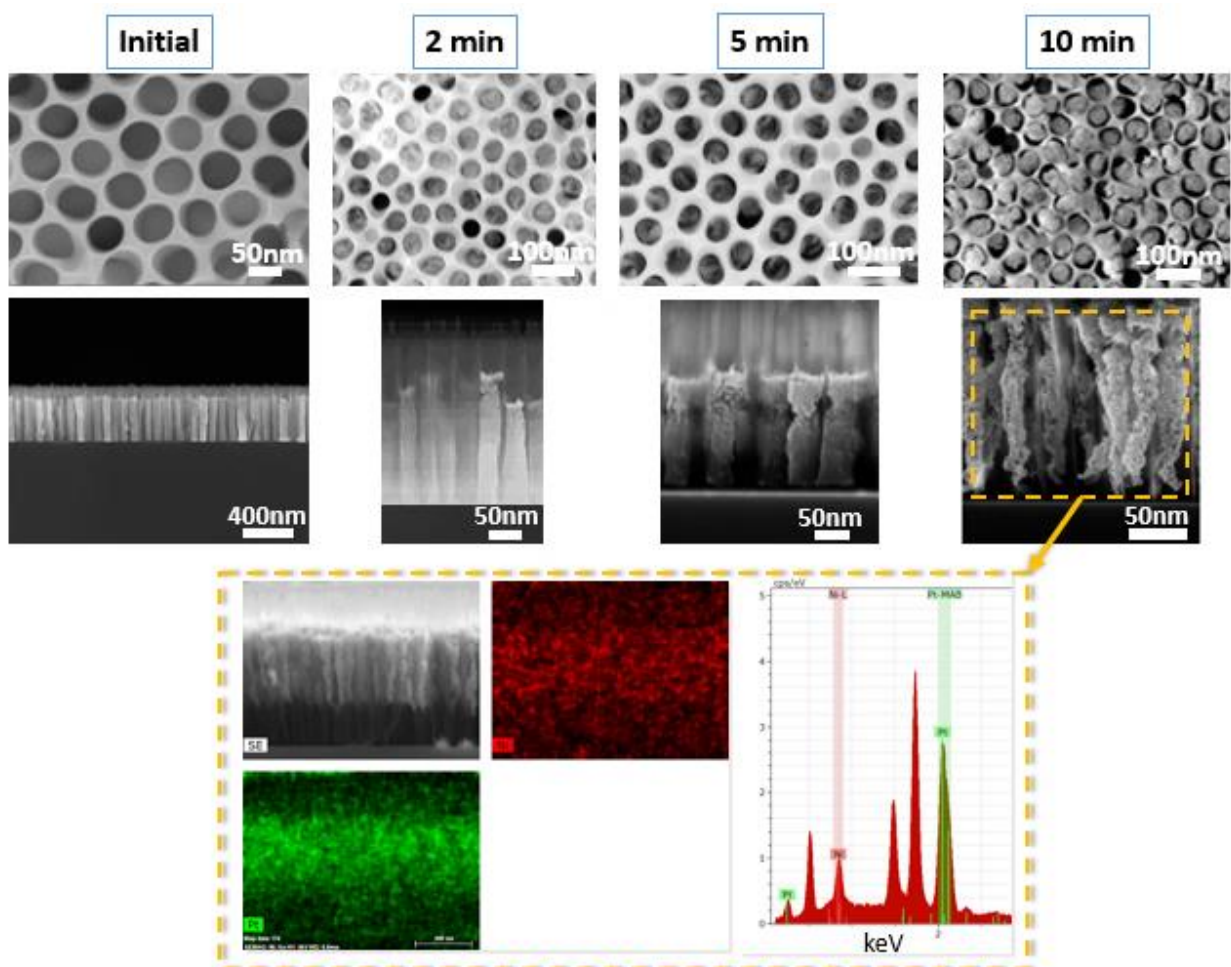 Initial
2 min
5 min
10 min
50nm
100nm
100nm
100nm
400nm
50nm
50nm
50nm
SE
Pt
cps/eV
Ni-L
Pt-MAB
5
4
3
2
1
0
Pt
Ni
Pt
2
keV